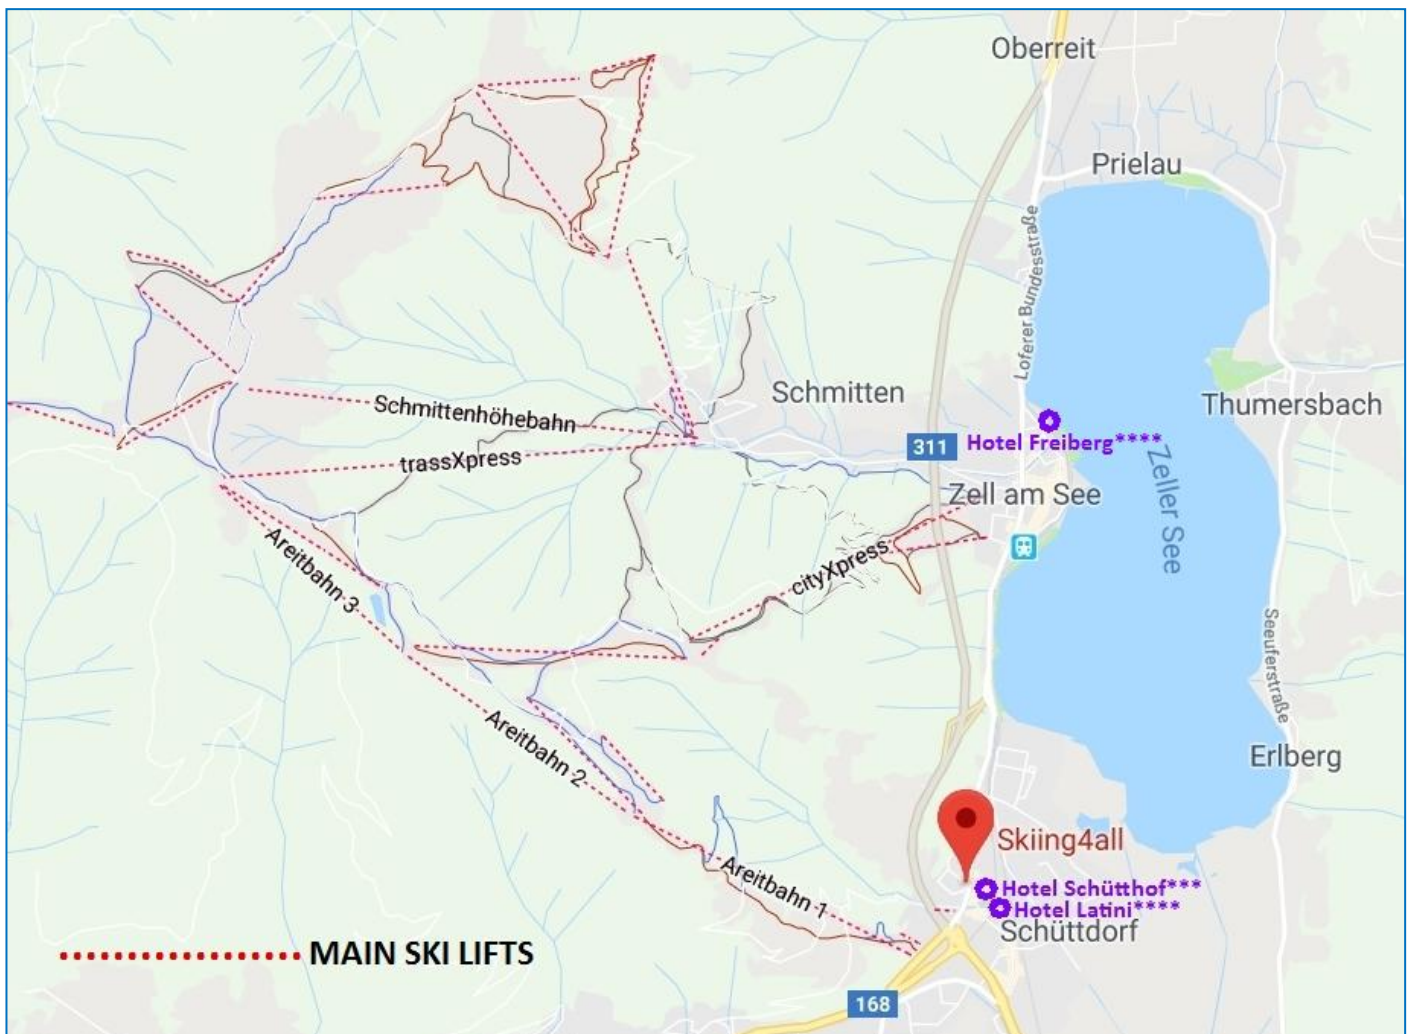 Oberreit
Prielau
Loferer Bundesstraße
Schmitten
Thumersbach
Schmittenhöhebahn
311
Hotel Freiberg****
trassXpress
Zell am See
Zeller See
Areitbahn 3
cityXpress
Seeuferstraße
Areitbahn 2
Erlberg
Skiing4all
Areitbahn 1
Hotel Schütthof***
Hotel Latini****
Schüttdorf
MAIN SKI LIFTS
168